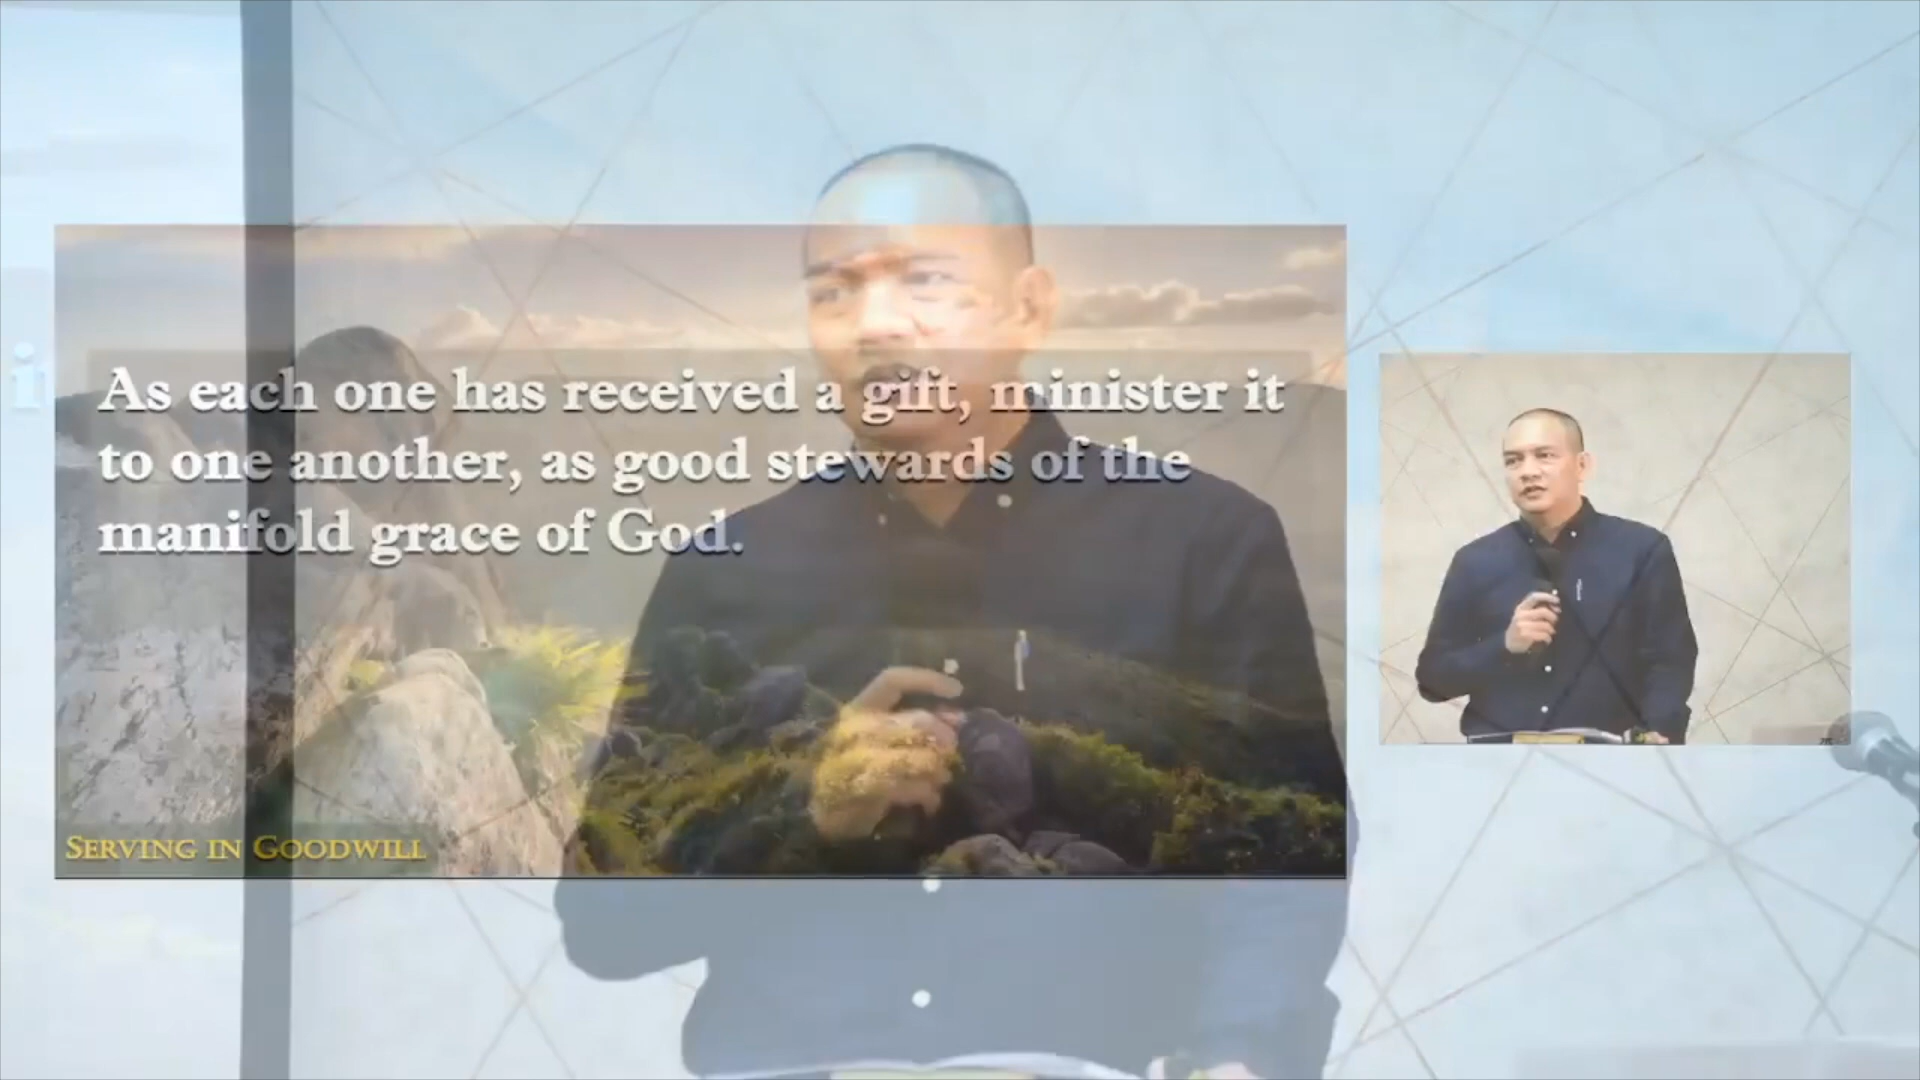 As each one has received a gift, minister it
to one another, as good stewards of the
manifold grace of God.
SERVING IN GOODWILL